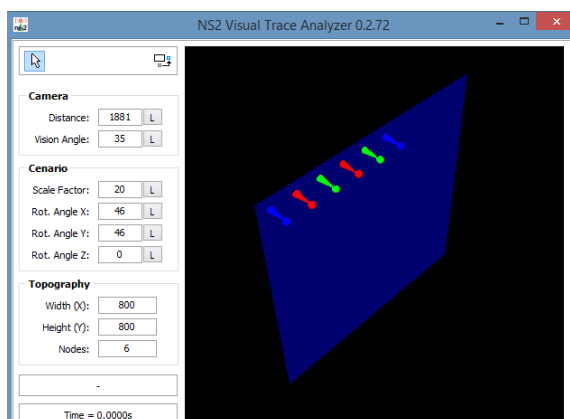 ns2
NS2 Visual Trace Analyzer 0.2.72
Camera
Distance: 1881 L
Vision Angle: 35 L
Cenario
Scale Factor: 20 L
Rot. Angle X: 46 L
Rot. Angle Y: 46 L
Rot. Angle Z: 0 L
Topography
Width (X): 800
Height (Y): 800
Nodes: 6
-
Time = 0.0000s